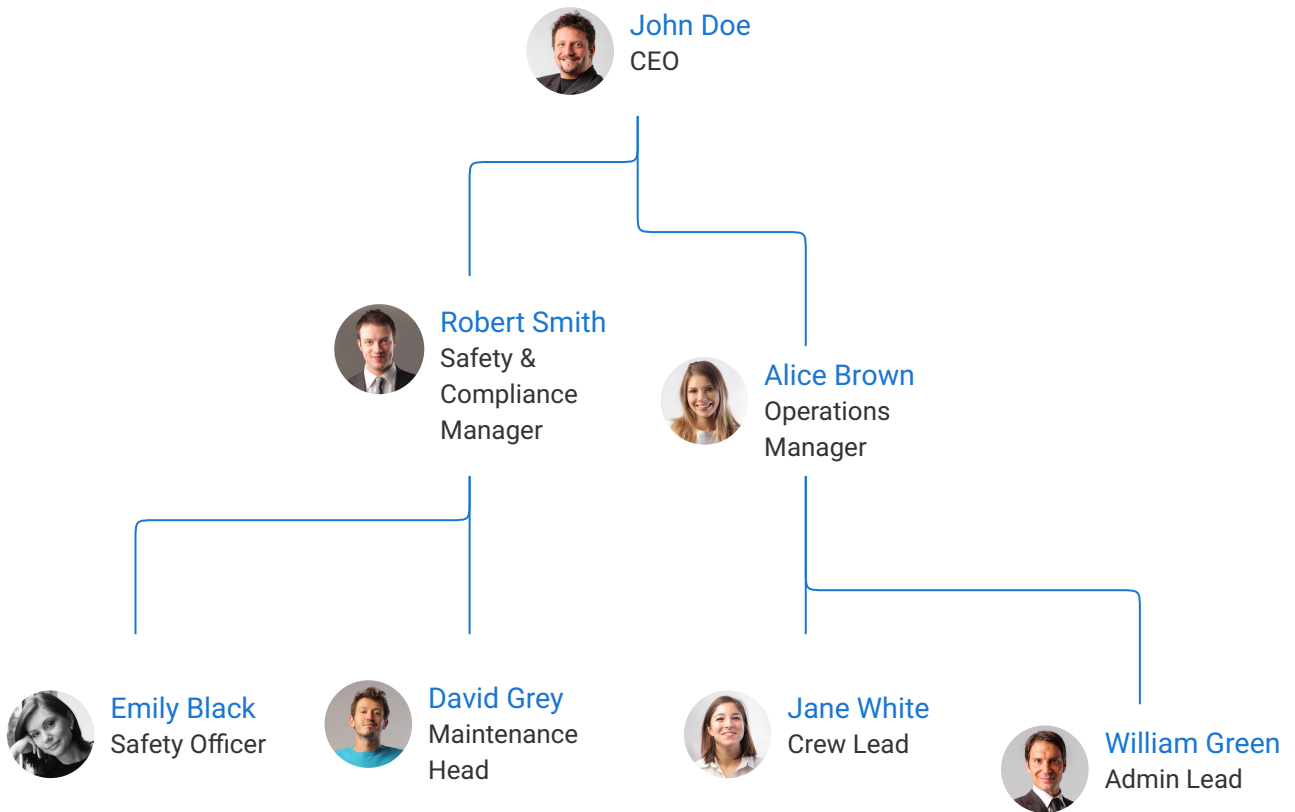 John Doe
CEO
Robert Smith
Safety &
Compliance
Manager
Alice Brown
Operations
Manager
Emily Black
Safety Officer
David Grey
Maintenance
Head
Jane White
Crew Lead
William Green
Admin Lead